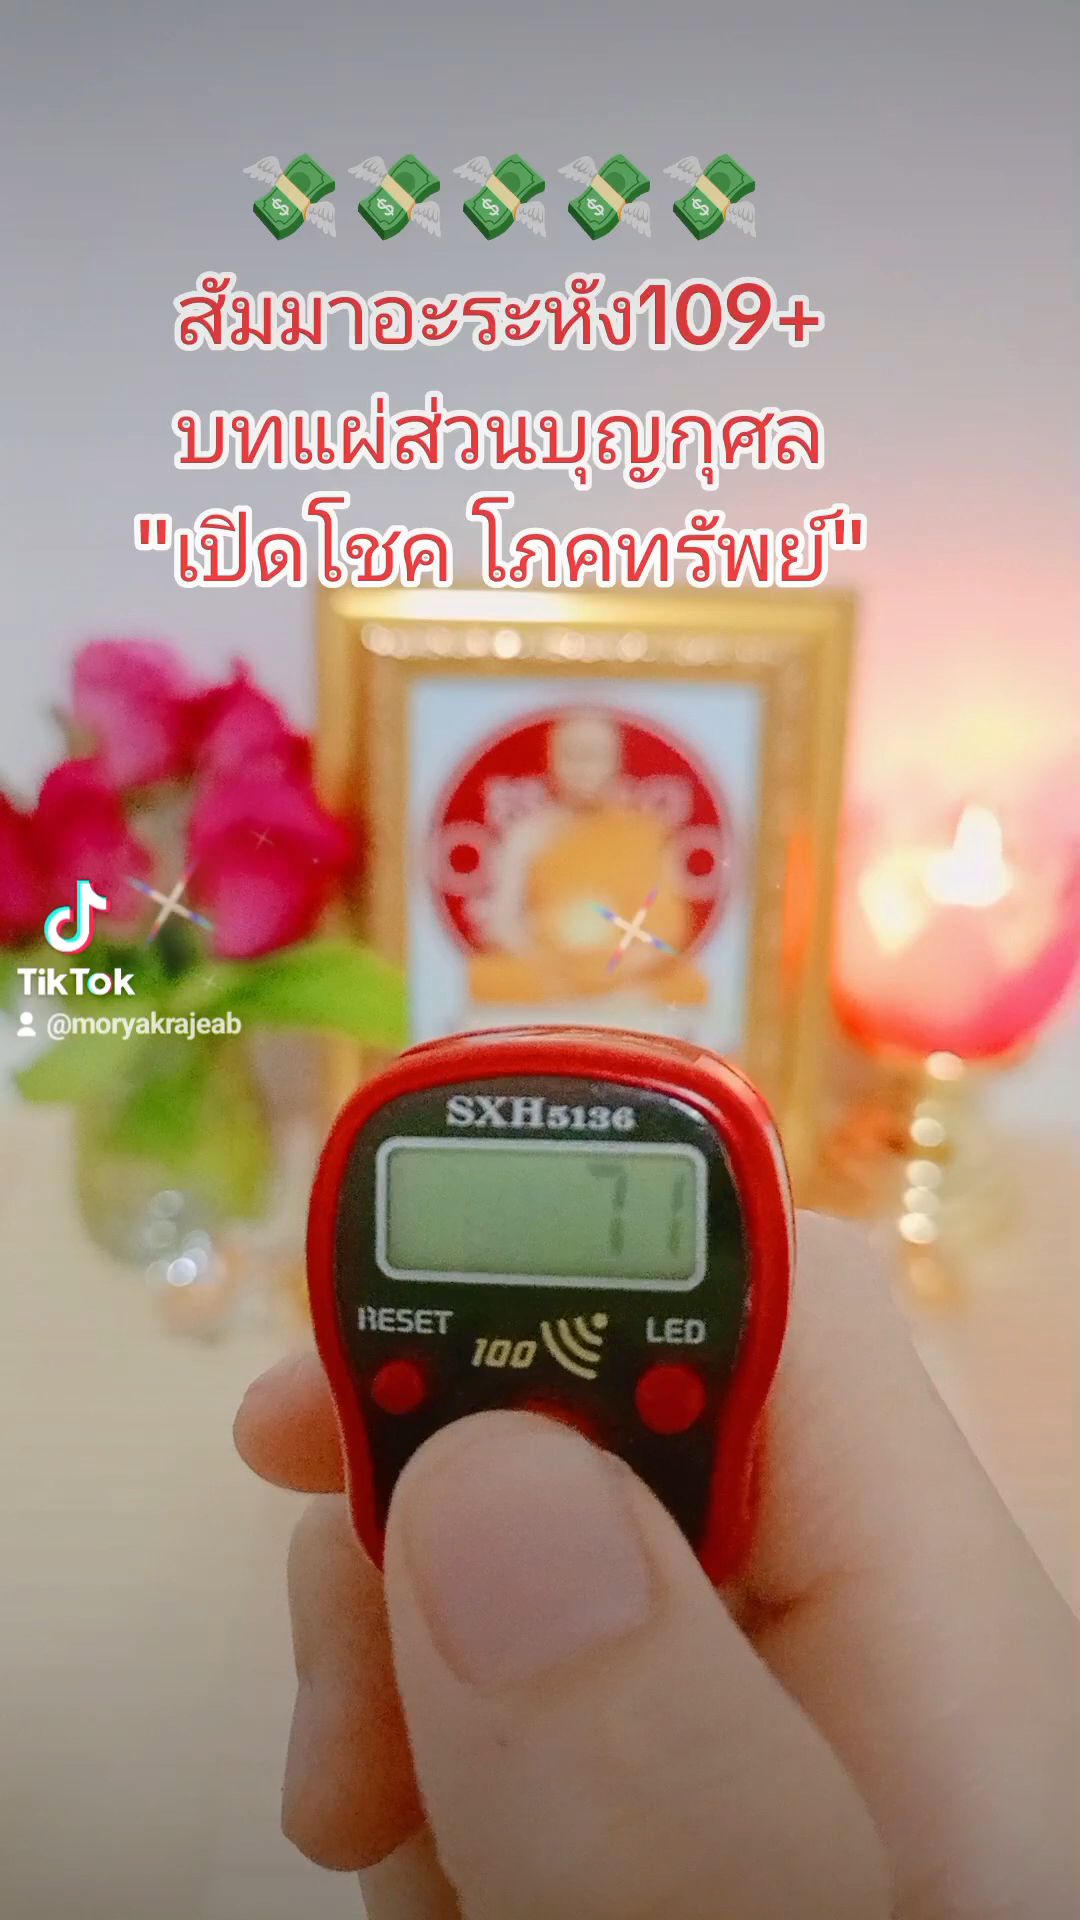 สัมมาอะระหัง109+
บทแผ่ส่วนบุญกุศล
"เปิดโชค โภคทรัพย์"
TikTok
@moryakrajeab
SXH5136
71
RESET
100
LED